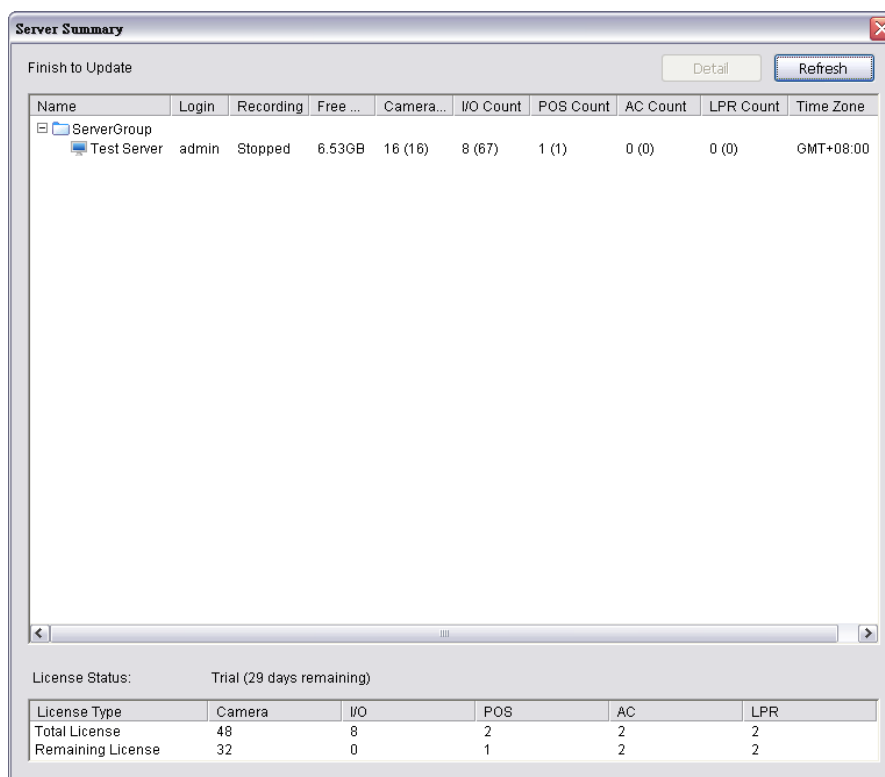 Server Summary
Finish to Update Detail Refresh
Name Login Recording Free ... Camera... I/O Count POS Count AC Count LPR Count Time Zone
ServerGroup
Test Server admin Stopped 6.53GB 16 (16) 8 (67) 1 (1) 0 (0) 0 (0) GMT+08:00
License Status: Trial (29 days remaining)
License Type Camera I/O POS AC LPR
Total License 48 8 2 2 2
Remaining License 32 0 1 2 2